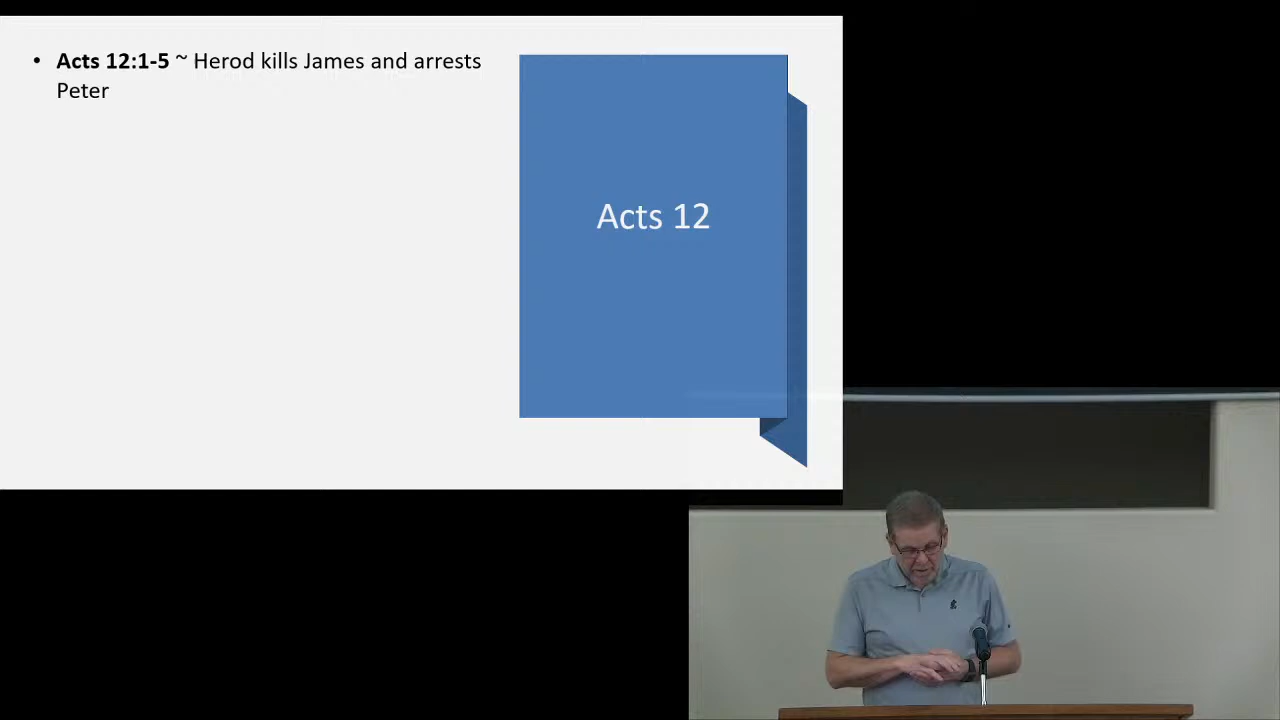 • Acts 12:1-5 ~ Herod kills James and arrests
Peter
Acts 12